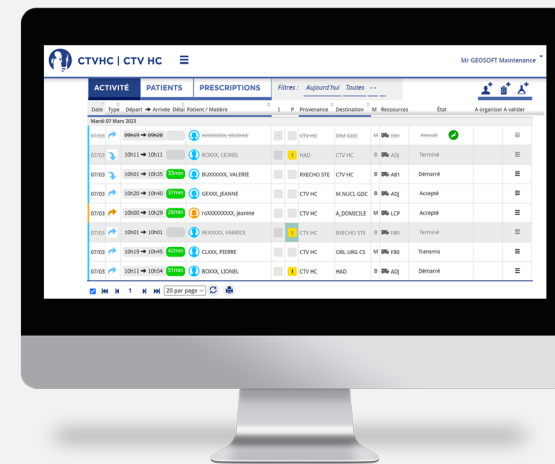 CTVHC | CTV HC
Mr GEOSOFT Maintenance
ACTIVITÉ PATIENTS PRESCRIPTIONS Filtres : Aujourd'hui Toutes - -
Date Type Départ ➔ Arrivée Délai Patient / Matière I P Provenance Destination M Ressources État A organiser A valider
Mardi 07 Mars 2023
07/03 09h19 ➔ 09h28 CTV HC IBM-GDC M A81 Annulé
07/03 10h11 ➔ 10h11 BOXXX, LIONEL ! HAD CTV HC B ADJ Terminé
07/03 10h01 ➔ 10h35 33min BUXXXXXX, VALERIE RXECHO STE CTV HC B A81 Démarré
07/03 10h20 ➔ 10h40 37min GEXXX, JEANNE CTV HC M.NUCL GDC B ADJ Accepté
07/03 10h00 ➔ 10h29 26min roXXXXXXXXX, Jeanine CTV HC A_DOMICILE M LCP Accepté
07/03 10h01 ➔ 10h01 REXXXXX, FABRICE ! CTV HC RXECHO STE B F80 Terminé
07/03 10h19 ➔ 10h45 42min CLXXX, PIERRE CTV HC ORL URG CS M F80 Transmis
07/03 10h11 ➔ 10h54 51min BOXXX, LIONEL ! CTV HC HAD B ADJ Démarré
1 20 par page